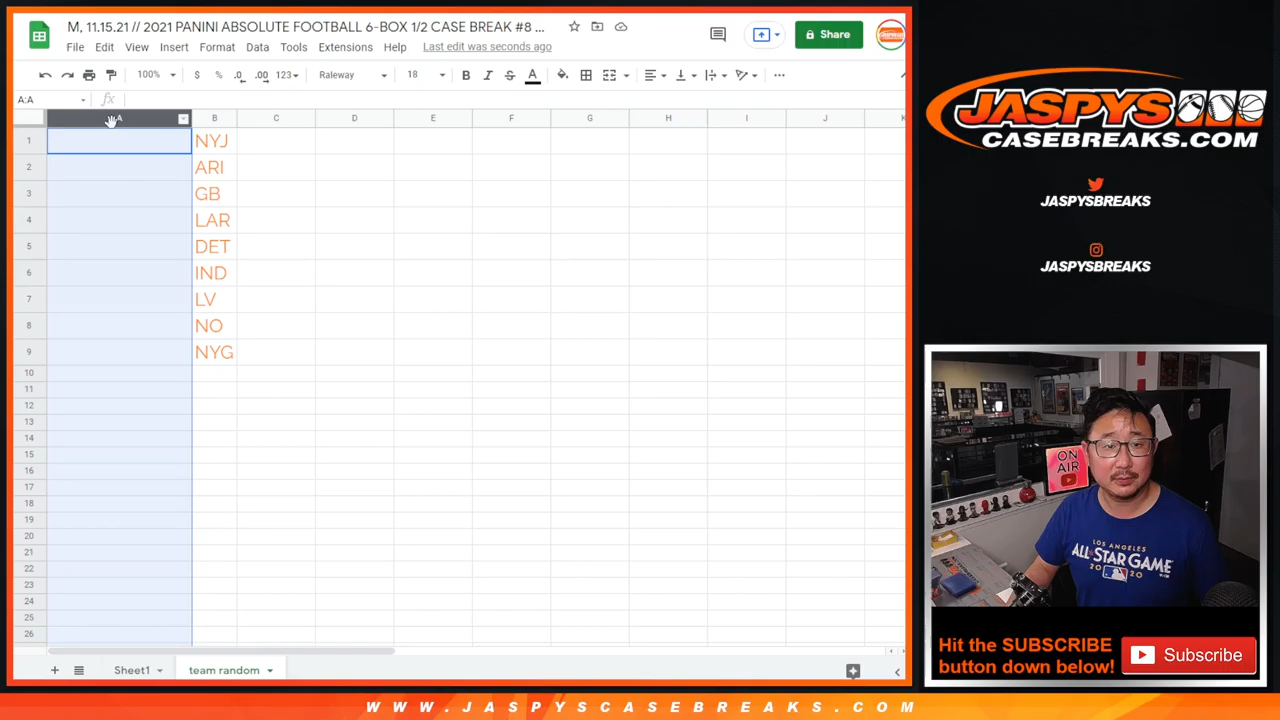 M, 11.15.21 // 2021 PANINI ABSOLUTE FOOTBALL 6-BOX 1/2 CASE BREAK #8 ...
File Edit View Insert Format Data Tools Extensions Help Last edit was seconds ago
Share
100% $ % .0 .00 123 Raleway 18 B I S A
A:A fx
A B C D E F G H I J K
1 NYJ
2 ARI
3 GB
4 LAR
5 DET
6 IND
7 LV
8 NO
9 NYG
10
11
12
13
14
15
16
17
18
19
20
21
22
23
24
25
26
Sheet1 team random
JASPYS
CASEBREAKS.COM
JASPYSBREAKS
JASPYSBREAKS
ON
AIR
LOS ANGELES
ALL STAR GAME
2020
Hit the SUBSCRIBE
button down below!
Subscribe
WWW.JASPYSCASEBREAKS.COM